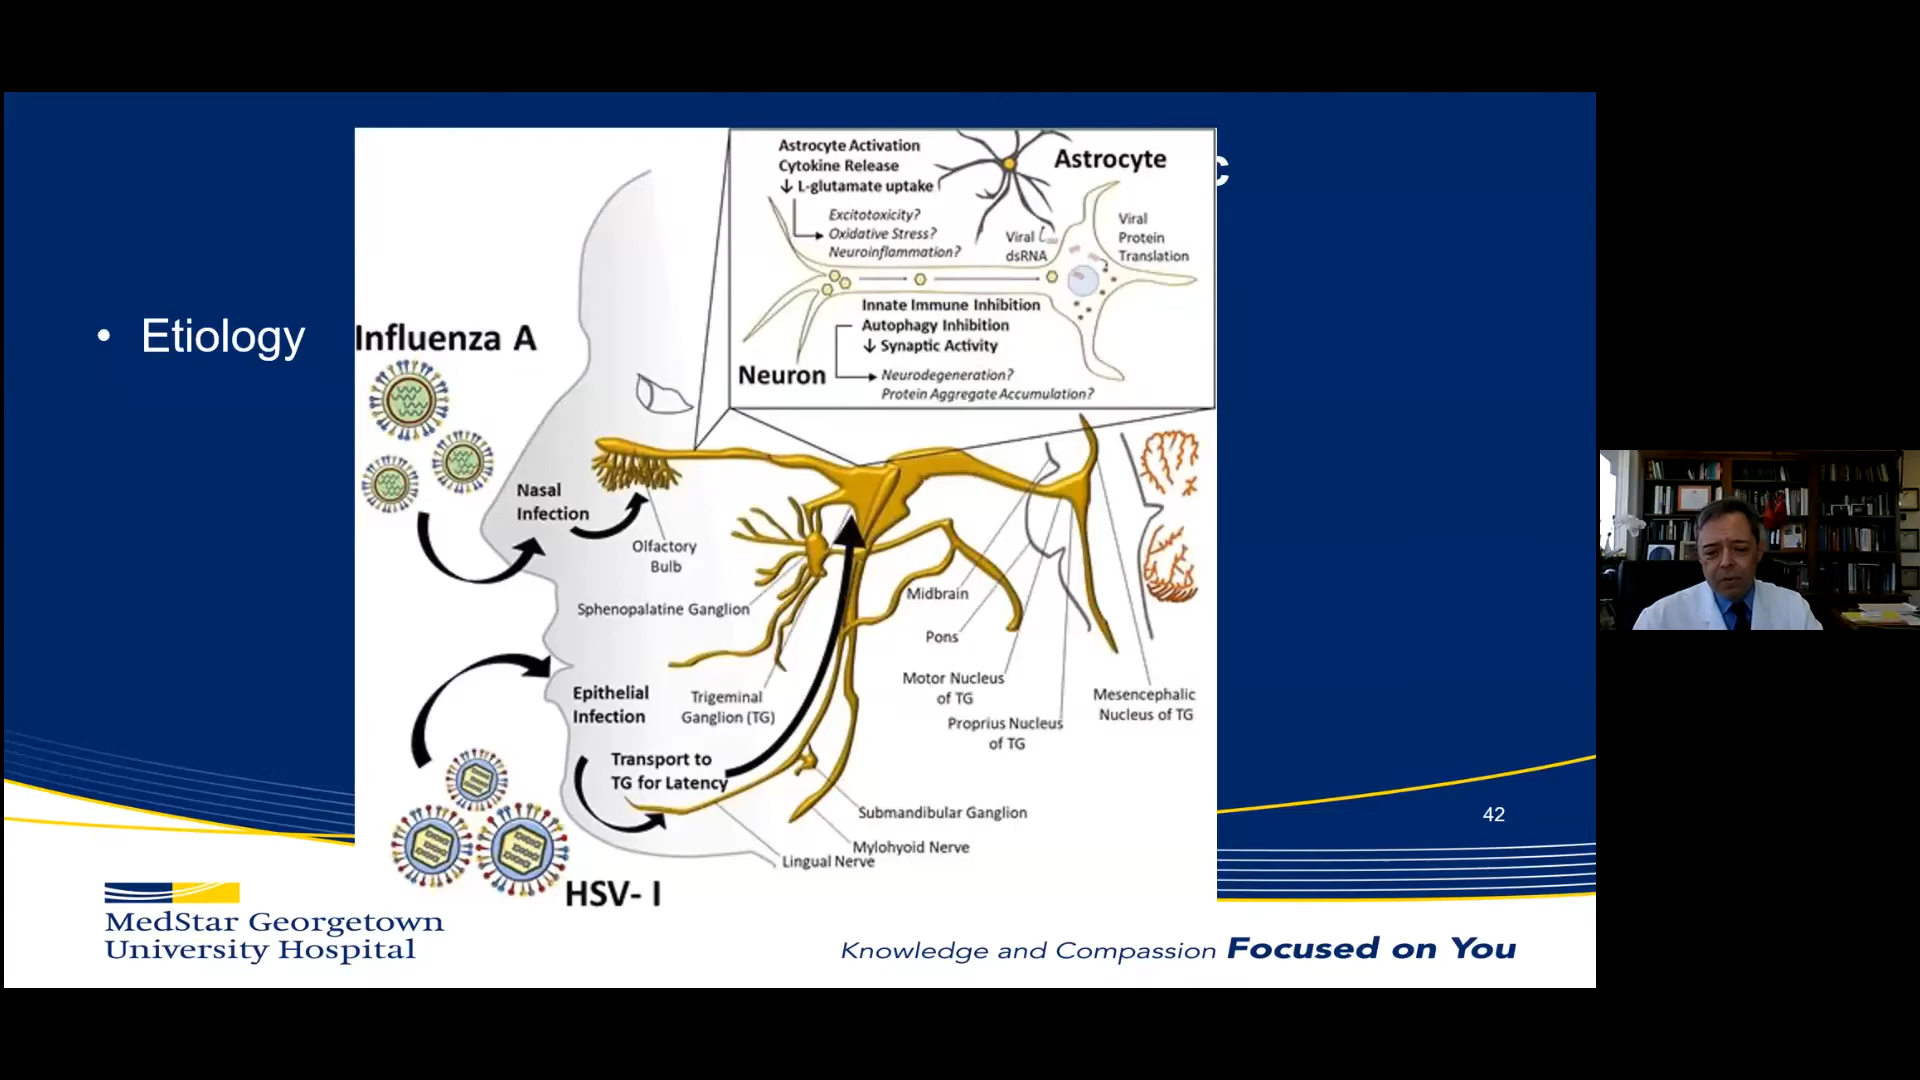 c
• Etiology
Influenza A
Astrocyte Activation
Cytokine Release
↓ L-glutamate uptake
Excitotoxicity?
Oxidative Stress?
Neuroinflammation?
Astrocyte
Viral
dsRNA
Viral
Protein
Translation
Innate Immune Inhibition
Autophagy Inhibition
↓ Synaptic Activity
Neuron
Neurodegeneration?
Protein Aggregate Accumulation?
Nasal
Infection
Olfactory
Bulb
Sphenopalatine Ganglion
Midbrain
Pons
Motor Nucleus
of TG
Proprius Nucleus
of TG
Mesencephalic
Nucleus of TG
Epithelial
Infection
Trigeminal
Ganglion (TG)
Transport to
TG for Latency
Submandibular Ganglion
Mylohyoid Nerve
Lingual Nerve
HSV- I
42
MedStar Georgetown
University Hospital
Knowledge and Compassion Focused on You